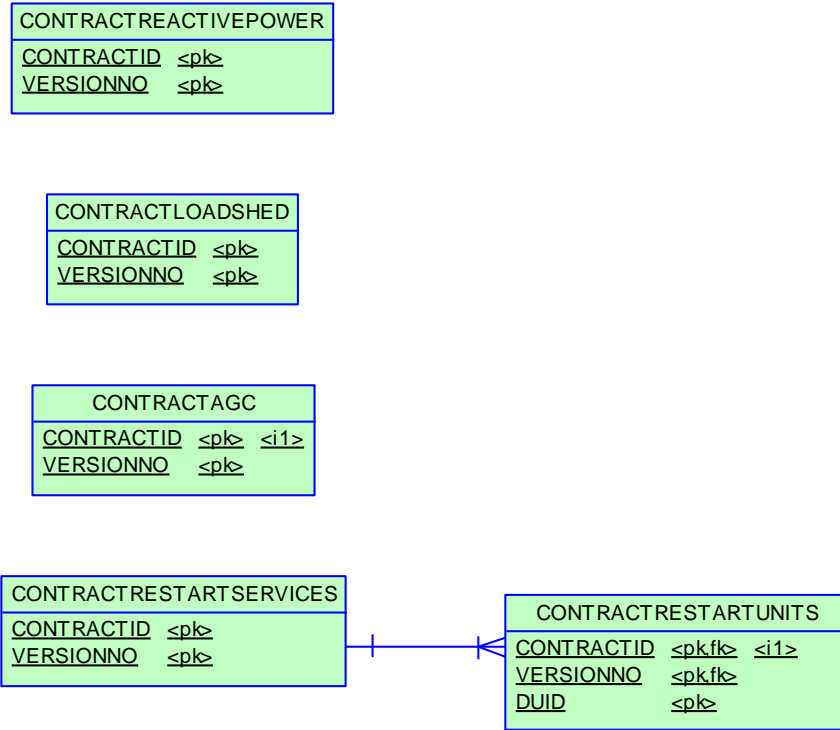 CONTRACTREACTIVEPOWER
CONTRACTID <pk>
VERSIONNO <pk>
CONTRACTLOADSHED
CONTRACTID <pk>
VERSIONNO <pk>
CONTRACTAGC
CONTRACTID <pk> <i1>
VERSIONNO <pk>
CONTRACTRESTARTSERVICES
CONTRACTID <pk>
VERSIONNO <pk>
CONTRACTRESTARTUNITS
CONTRACTID <pk,fk> <i1>
VERSIONNO <pk,fk>
DUID <pk>